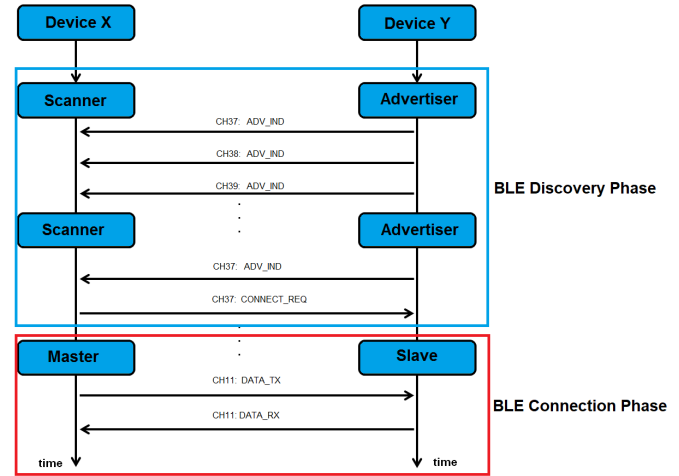 Device X
Device Y
Scanner
Advertiser
CH37: ADV_IND
CH38: ADV_IND
CH39: ADV_IND
BLE Discovery Phase
Scanner
Advertiser
CH37: ADV_IND
CH37: CONNECT_REQ
Master
Slave
CH11: DATA_TX
BLE Connection Phase
CH11: DATA_RX
time
time